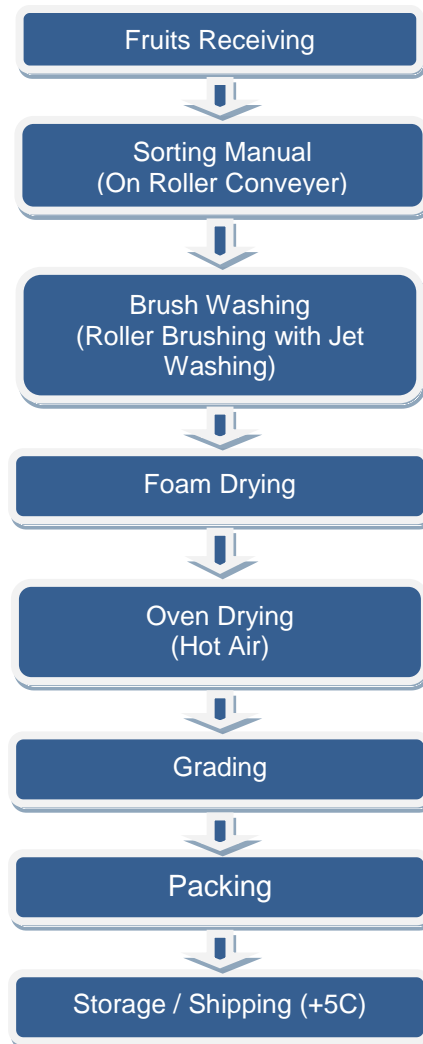 Fruits Receiving
Sorting Manual
(On Roller Conveyer)
Brush Washing
(Roller Brushing with Jet
Washing)
Foam Drying
Oven Drying
(Hot Air)
Grading
Packing
Storage / Shipping (+5C)